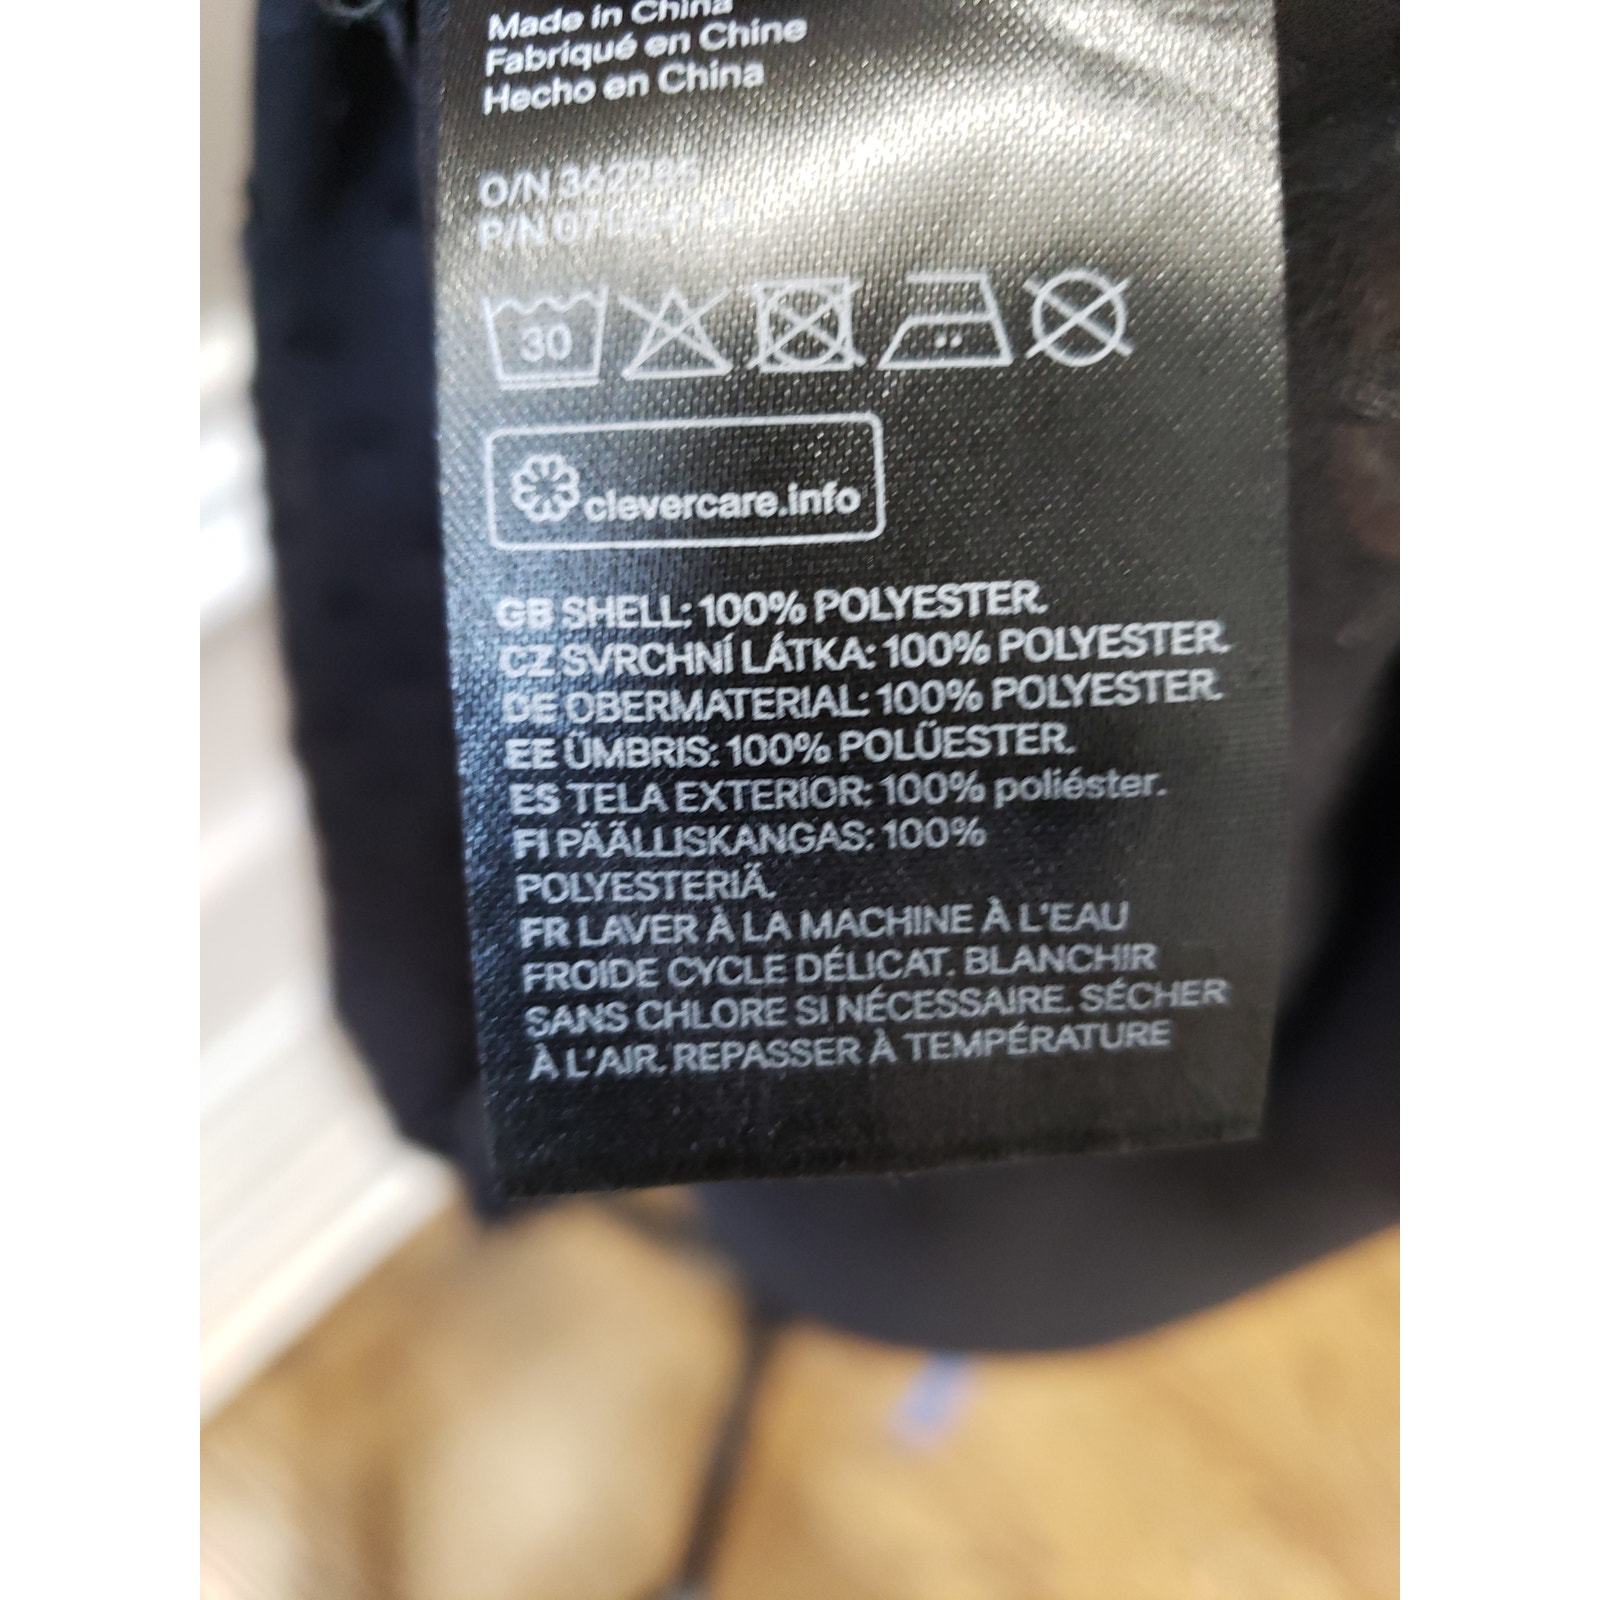 Made in China
Fabriqué en Chine
Hecho en China
O/N 362285
P/N
30
clevercare.info
GB SHELL: 100% POLYESTER.
CZ SVRCHNÍ LÁTKA: 100% POLYESTER.
DE OBERMATERIAL: 100% POLYESTER.
EE ÜMBRIS: 100% POLÜESTER.
ES TELA EXTERIOR: 100% poliéster.
FI PÄÄLLISKANGAS: 100%
POLYESTERIÄ.
FR LAVER À LA MACHINE À L'EAU
FROIDE CYCLE DÉLICAT. BLANCHIR
SANS CHLORE SI NÉCESSAIRE. SÉCHER
À L'AIR. REPASSER À TEMPÉRATURE